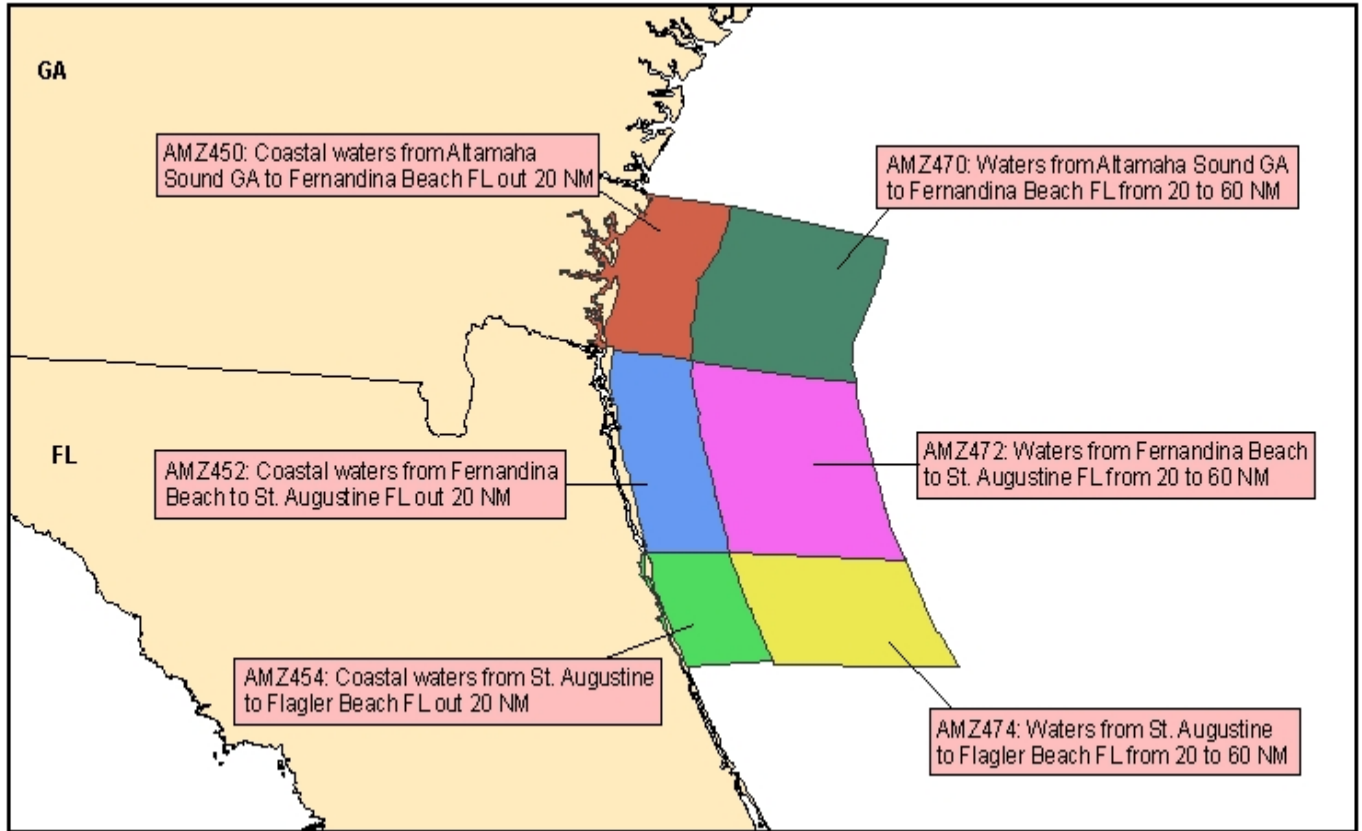 GA
AMZ450: Coastal waters from Altamaha
Sound GA to Fernandina Beach FL out 20 NM
AMZ470: Waters from Altamaha Sound GA
to Fernandina Beach FL from 20 to 60 NM
FL
AMZ452: Coastal waters from Fernandina
Beach to St. Augustine FL out 20 NM
AMZ472: Waters from Fernandina Beach
to St. Augustine FL from 20 to 60 NM
AMZ454: Coastal waters from St. Augustine
to Flagler Beach FL out 20 NM
AMZ474: Waters from St. Augustine
to Flagler Beach FL from 20 to 60 NM